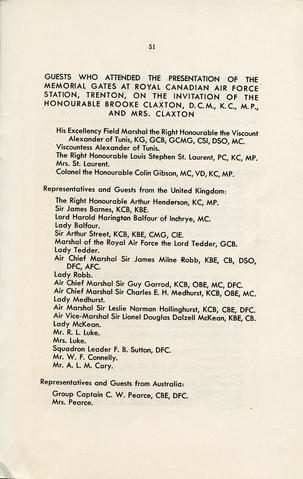 51
GUESTS WHO ATTENDED THE PRESENTATION OF THE
MEMORIAL GATES AT ROYAL CANADIAN AIR FORCE
STATION, TRENTON, ON THE INVITATION OF THE
HONOURABLE BROOKE CLAXTON, D.C.M., K.C., M.P.,
AND MRS. CLAXTON
His Excellency Field Marshal the Right Honourable the Viscount
Alexander of Tunis, KG, GCB, GCMG, CSI, DSO, MC.
Viscountess Alexander of Tunis.
The Right Honourable Louis Stephen St. Laurent, PC, KC, MP.
Mrs. St. Laurent.
Colonel the Honourable Colin Gibson, MC, VD, KC, MP.
Representatives and Guests from the United Kingdom:
The Right Honourable Arthur Henderson, KC, MP.
Sir James Barnes, KCB, KBE.
Lord Harold Harington Balfour of Inchrye, MC.
Lady Balfour.
Sir Arthur Street, KCB, KBE, CMG, CIE.
Marshal of the Royal Air Force the Lord Tedder, GCB.
Lady Tedder.
Air Chief Marshal Sir James Milne Robb, KBE, CB, DSO,
DFC, AFC.
Lady Robb.
Air Chief Marshal Sir Guy Garrod, KCB, OBE, MC, DFC.
Air Chief Marshal Sir Charles E. H. Medhurst, KCB, OBE, MC.
Lady Medhurst.
Air Marshal Sir Leslie Norman Hollinghurst, KCB, CBE, DFC.
Air Vice-Marshal Sir Lionel Douglas Dalzell McKean, KBE, CB.
Lady McKean.
Mr. R. L. Luke.
Mrs. Luke.
Squadron Leader F. B. Sutton, DFC.
Mr. W. F. Connelly.
Mr. A. L. M. Cary.
Representatives and Guests from Australia:
Group Captain C. W. Pearce, CBE, DFC.
Mrs. Pearce.